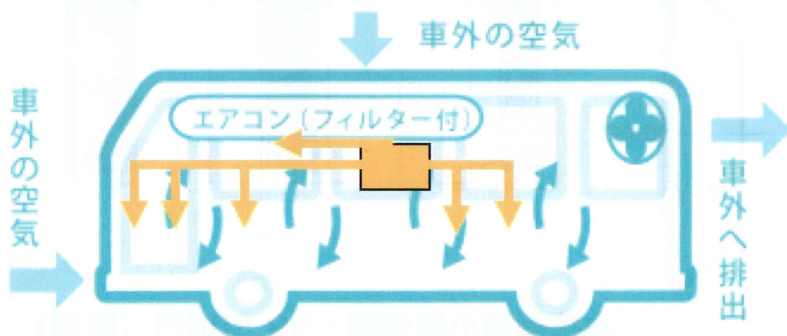 車外の空気
エアコン(フィルター付)
車外の空気
車外へ排出